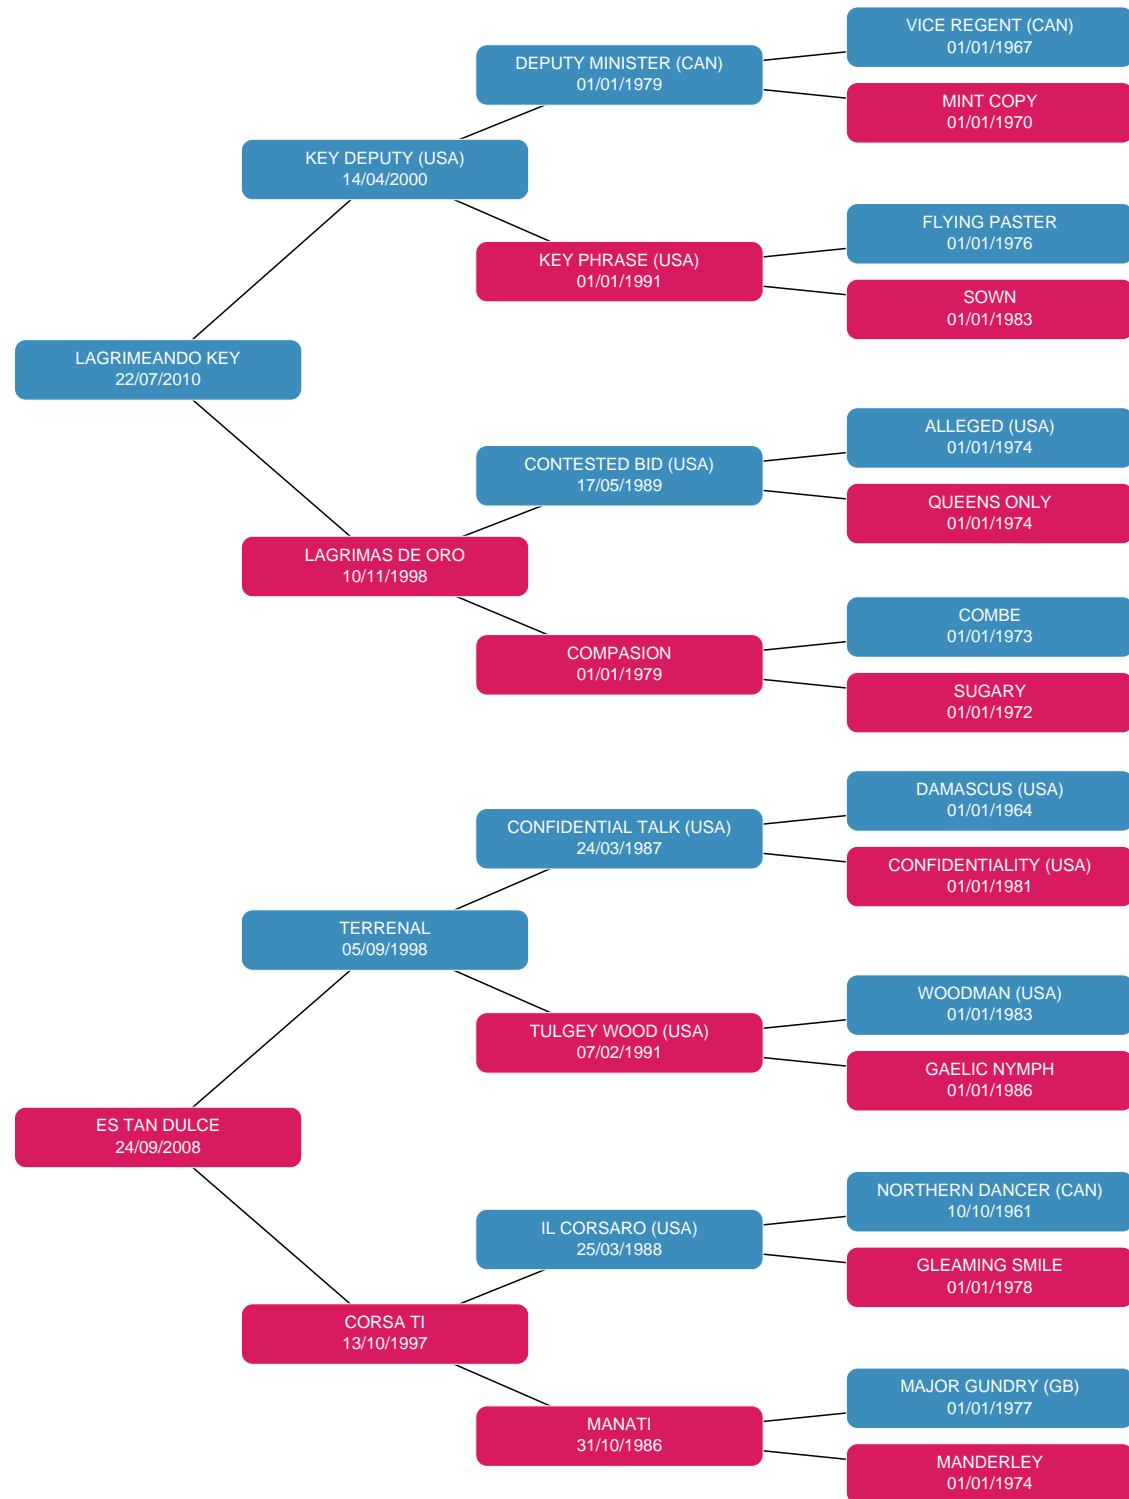 VICE REGENT (CAN)
01/01/1967
DEPUTY MINISTER (CAN)
01/01/1979
MINT COPY
01/01/1970
KEY DEPUTY (USA)
14/04/2000
FLYING PASTER
01/01/1976
KEY PHRASE (USA)
01/01/1991
SOWN
01/01/1983
LAGRIMEANDO KEY
22/07/2010
ALLEGED (USA)
01/01/1974
CONTESTED BID (USA)
17/05/1989
QUEENS ONLY
01/01/1974
LAGRIMAS DE ORO
10/11/1998
COMBE
01/01/1973
COMPASION
01/01/1979
SUGARY
01/01/1972
DAMASCUS (USA)
01/01/1964
CONFIDENTIAL TALK (USA)
24/03/1987
CONFIDENTIALITY (USA)
01/01/1981
TERRENAL
05/09/1998
WOODMAN (USA)
01/01/1983
TULGEY WOOD (USA)
07/02/1991
GAELIC NYMPH
01/01/1986
ES TAN DULCE
24/09/2008
NORTHERN DANCER (CAN)
10/10/1961
IL CORSARO (USA)
25/03/1988
GLEAMING SMILE
01/01/1978
CORSA TI
13/10/1997
MAJOR GUNDRY (GB)
01/01/1977
MANATI
31/10/1986
MANDERLEY
01/01/1974